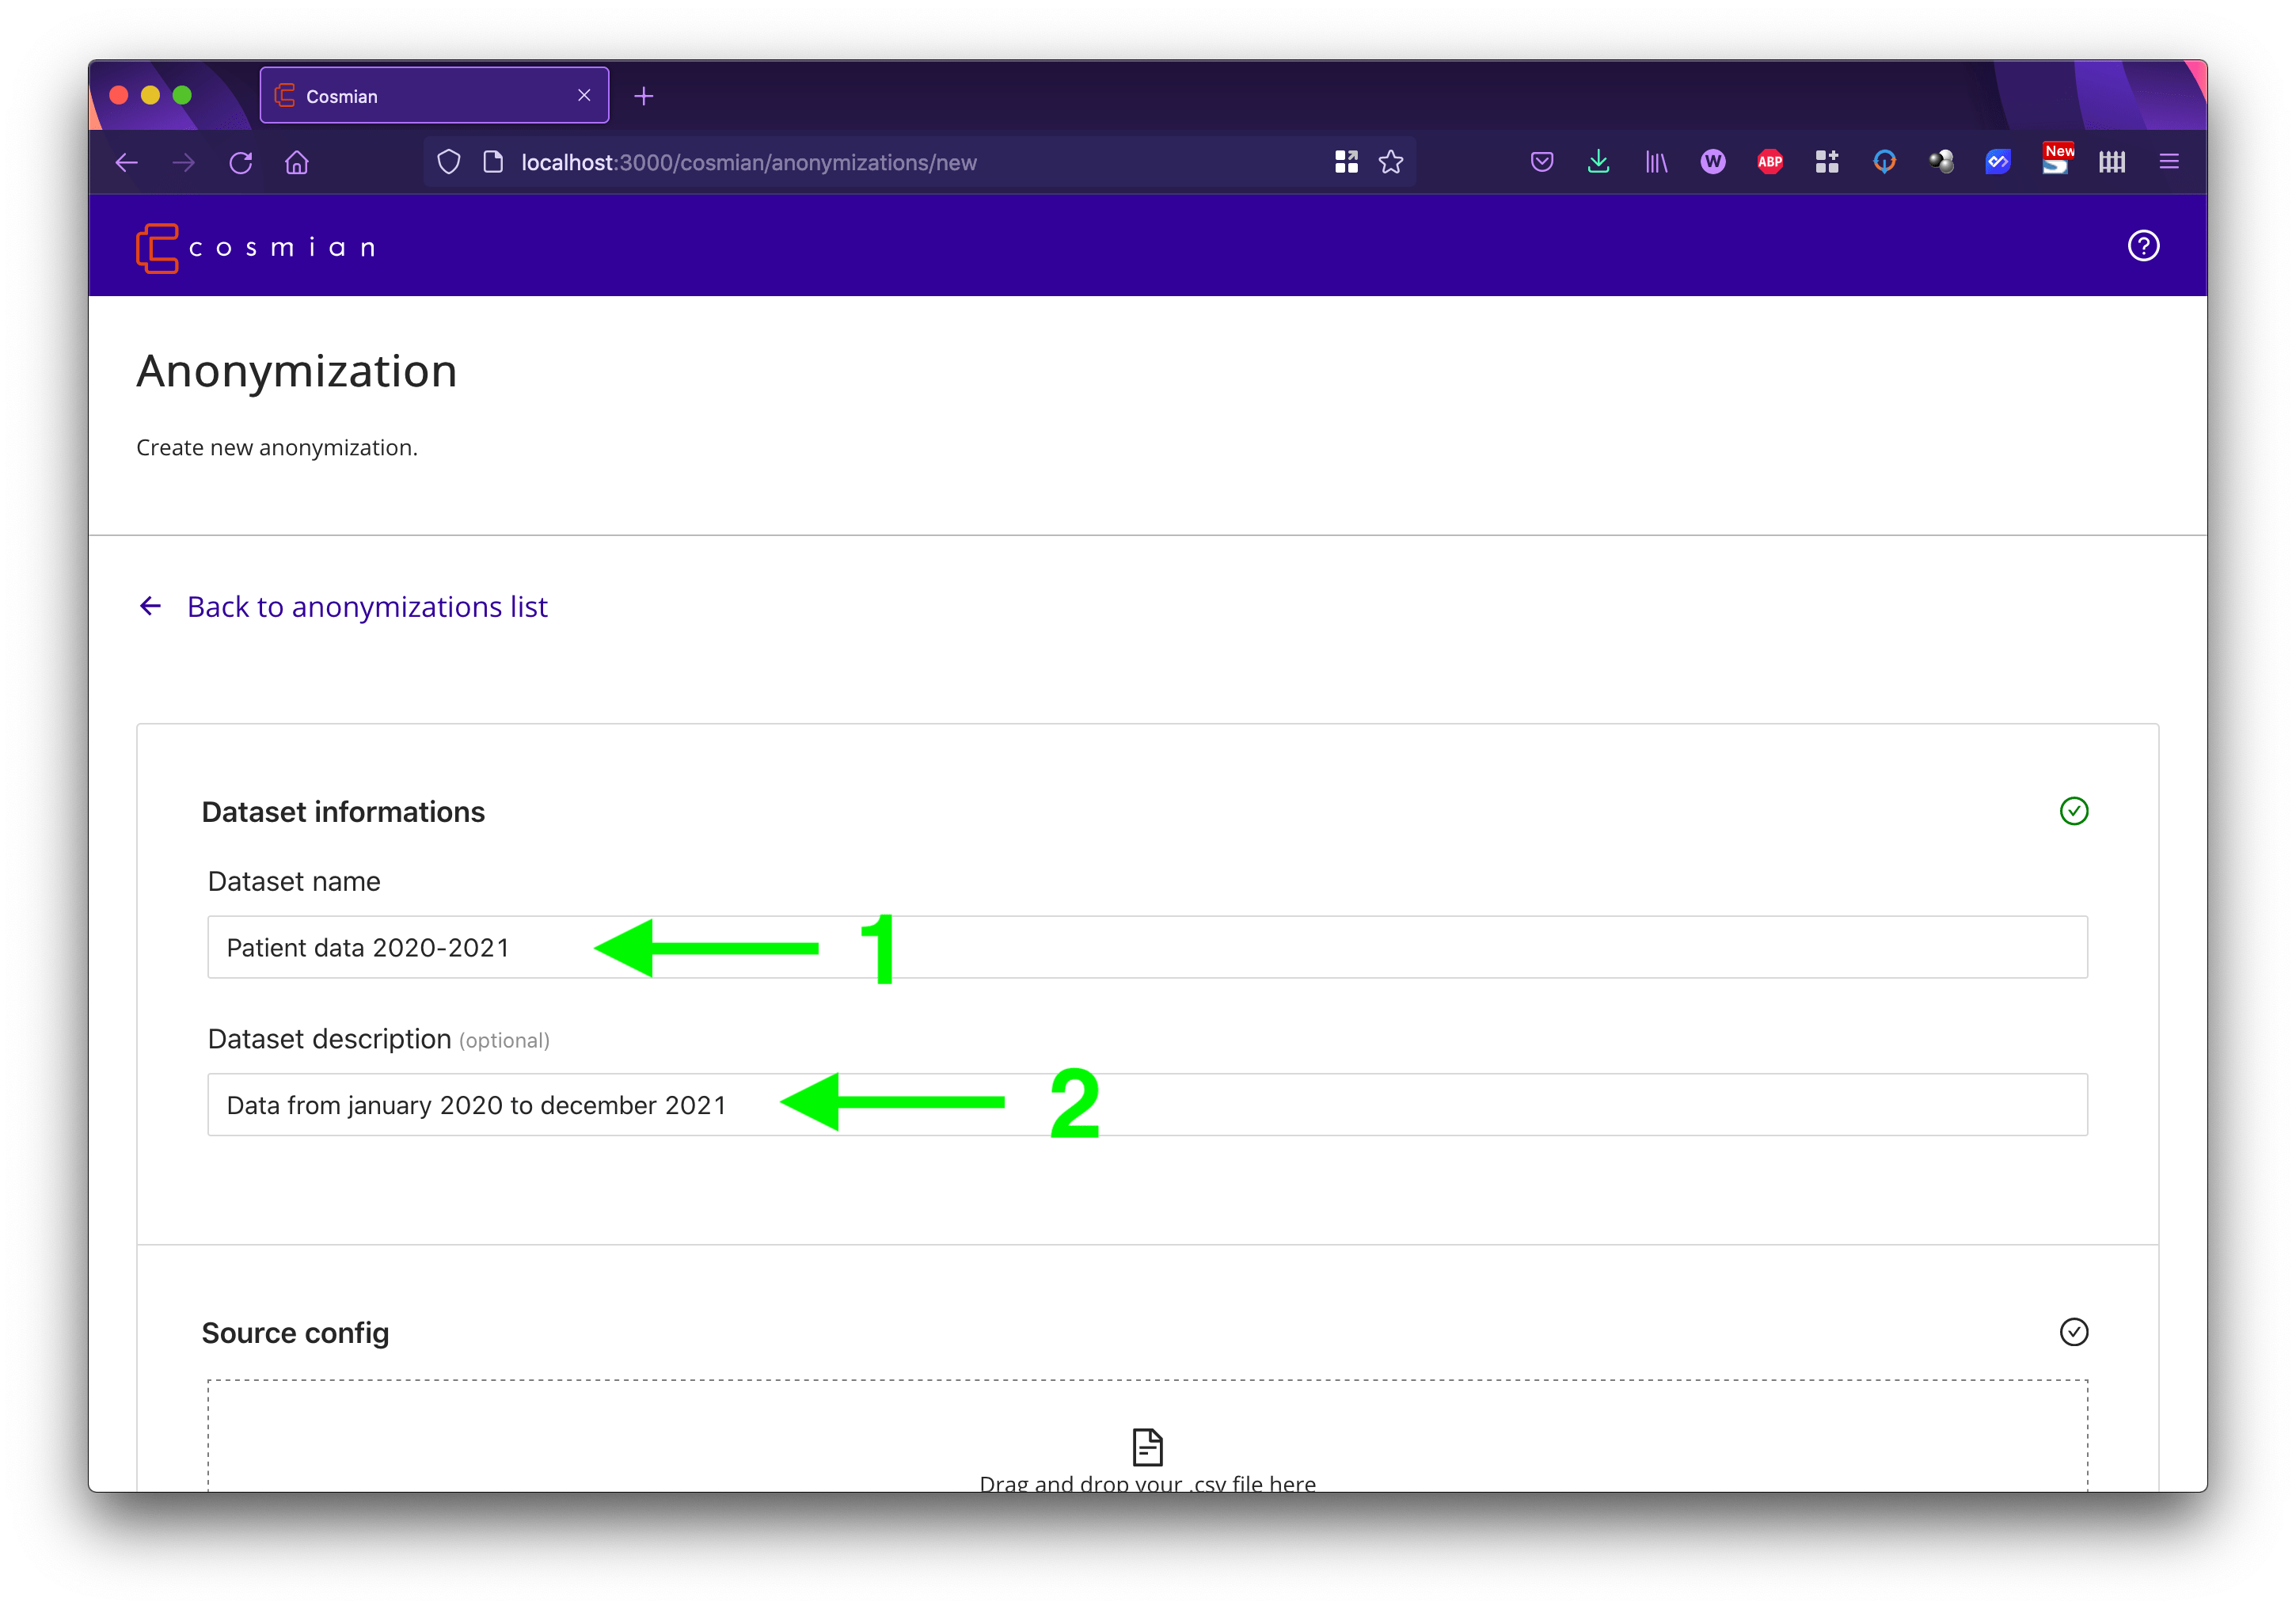 Cosmian
localhost:3000/cosmian/anonymizations/new
W
ABP
New
cosmian
Anonymization
Create new anonymization.
Back to anonymizations list
Dataset informations
Dataset name
Patient data 2020-2021
1
Dataset description (optional)
Data from january 2020 to december 2021
2
Source config
Drag and drop your .csv file here